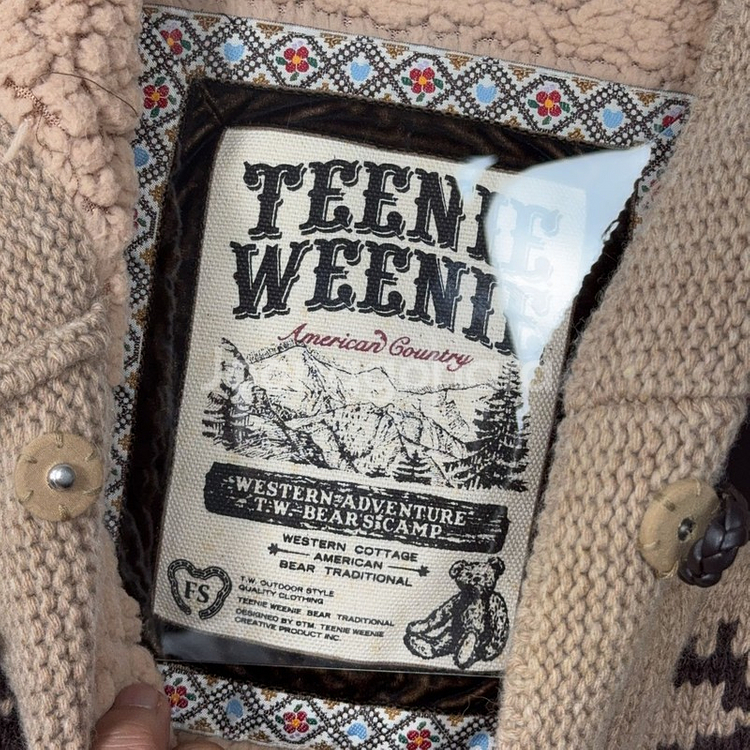 TEENIE
WEENIE
American Country
WESTERN-ADVENTURE
T.W-BEAR'S CAMP
WESTERN COTTAGE
AMERICAN
BEAR TRADITIONAL
FS
T.W. OUTDOOR STYLE
QUALITY CLOTHING
TEENIE WEENIE BEAR TRADITIONAL
DESIGNED BY ©TM. TEENIE WEENIE
CREATIVE PRODUCT INC.